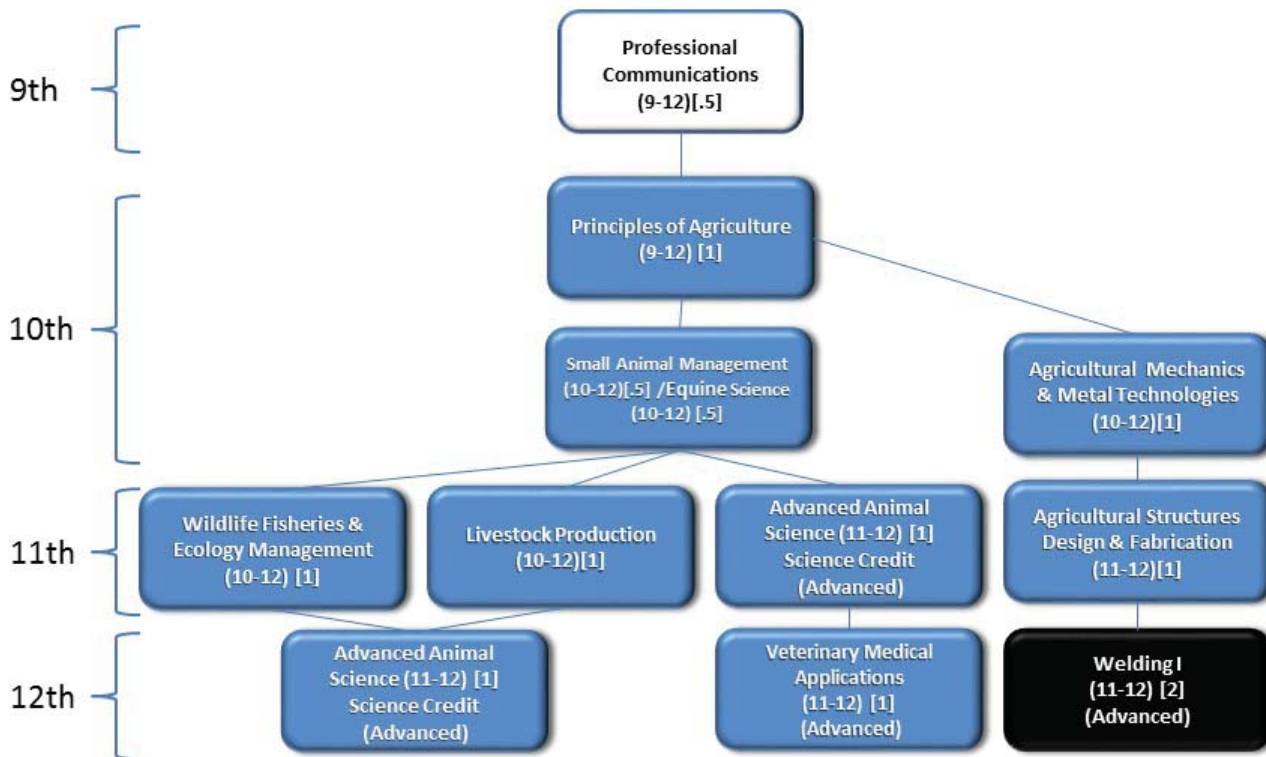 9th
Professional
Communications
(9-12)[.5]
10th
Principles of Agriculture
(9-12) [1]
Small Animal Management
(10-12)[.5] /Equine Science
(10-12) [.5]
Agricultural Mechanics
& Metal Technologies
(10-12)[1]
11th
Wildlife Fisheries &
Ecology Management
(10-12) [1]
Livestock Production
(10-12)[1]
Advanced Animal
Science (11-12) [1]
Science Credit
(Advanced)
Agricultural Structures
Design & Fabrication
(11-12)[1]
12th
Advanced Animal
Science (11-12) [1]
Science Credit
(Advanced)
Veterinary Medical
Applications
(11-12) [1]
(Advanced)
Welding I
(11-12) [2]
(Advanced)